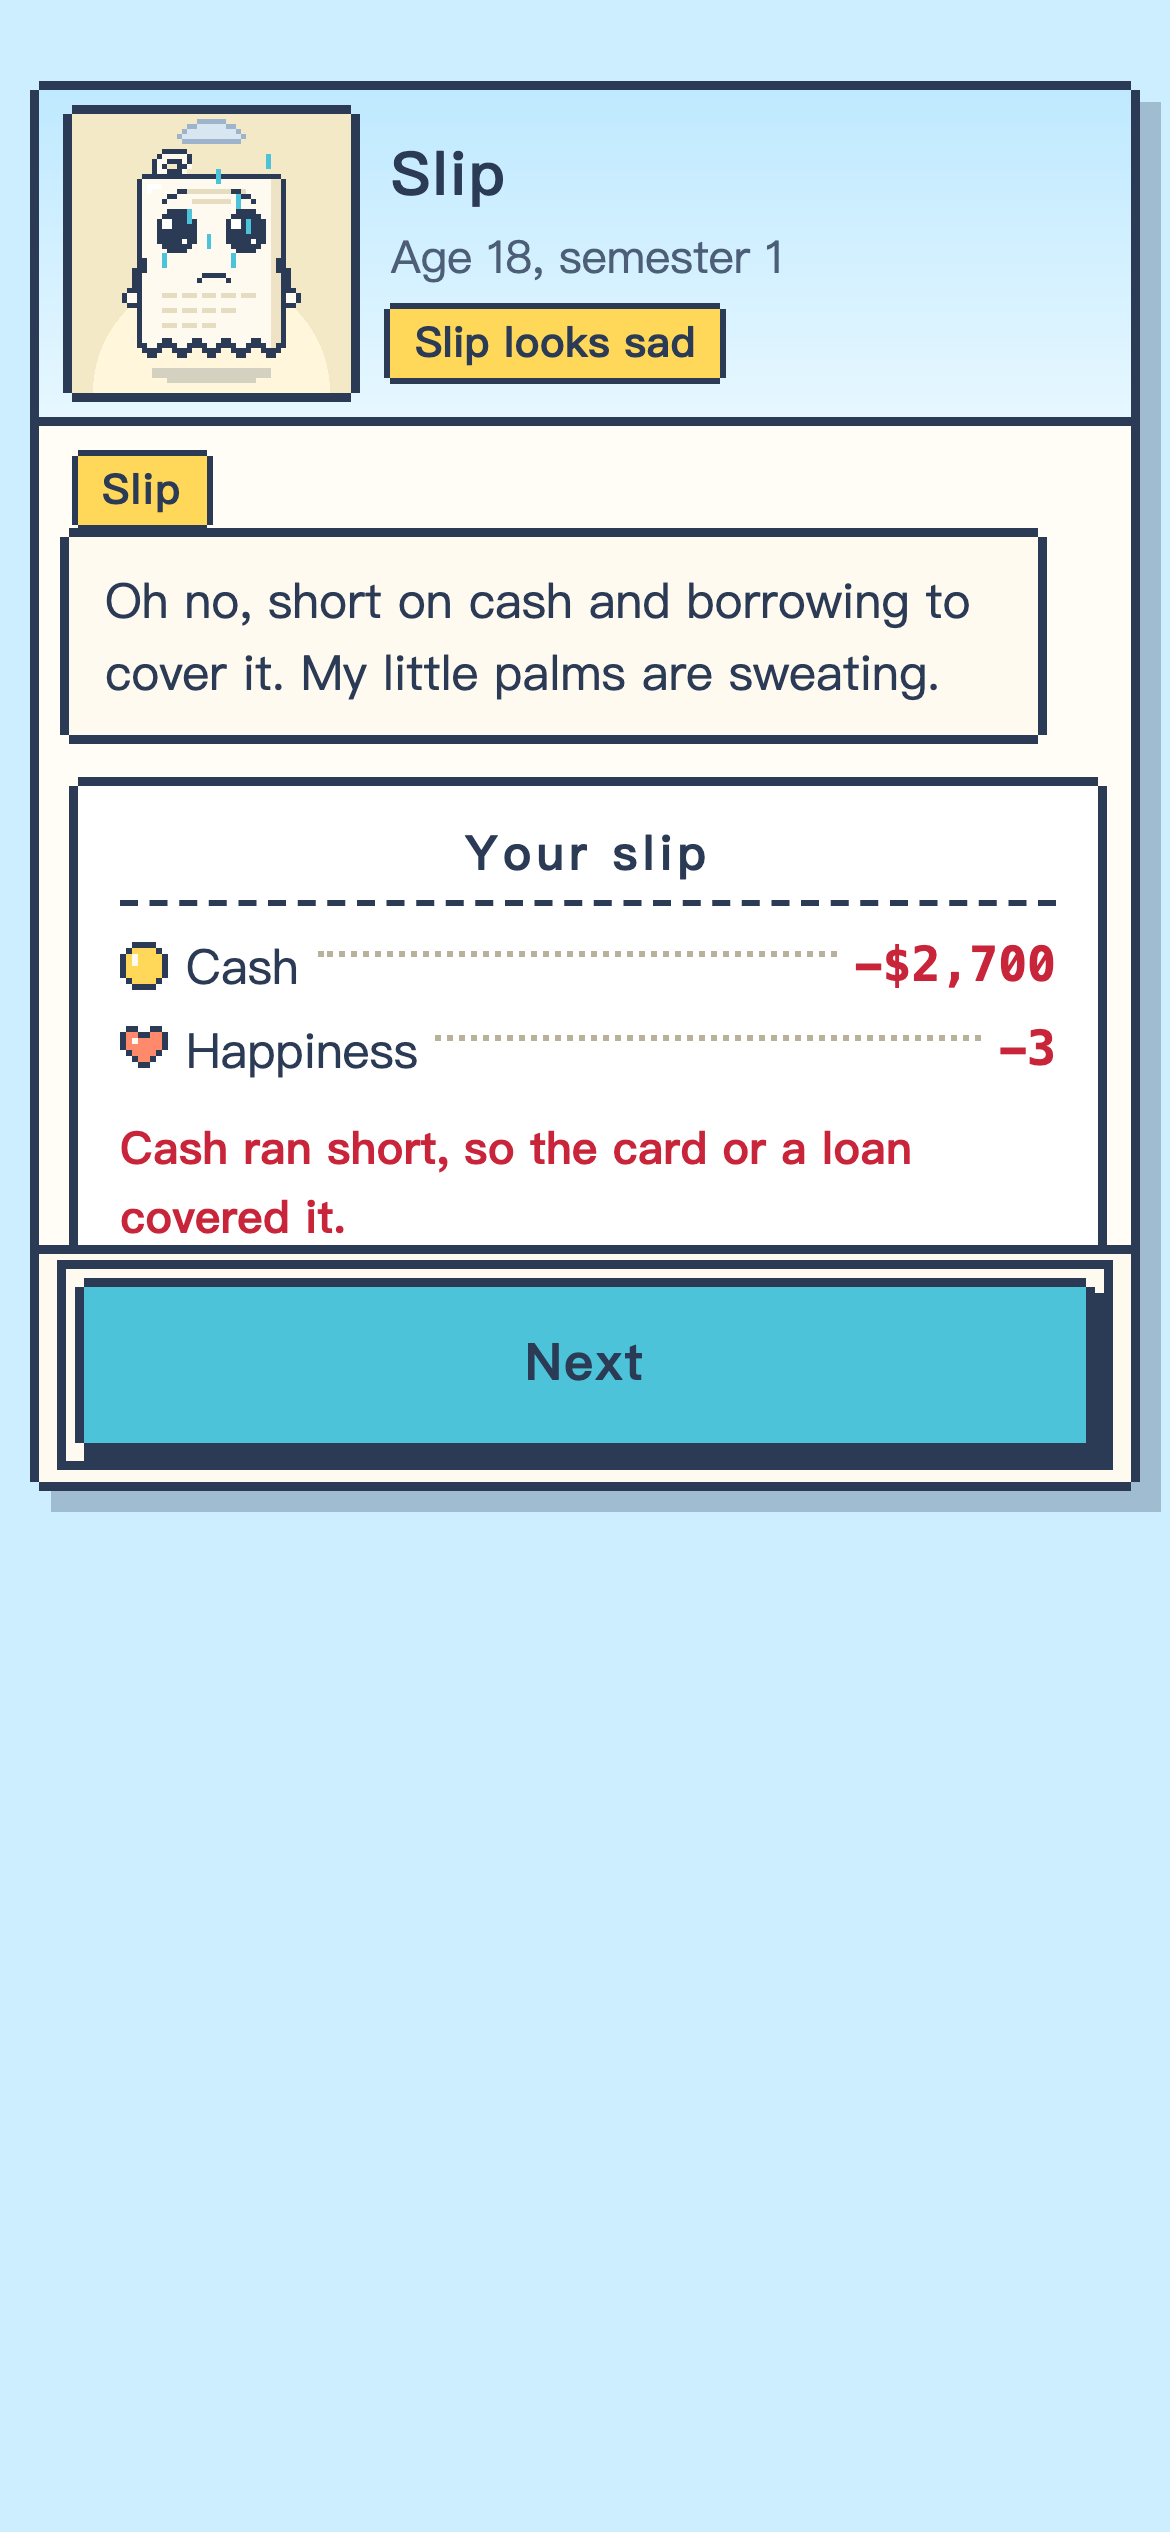 Slip
Age 18, semester 1
Slip looks sad
Slip
Oh no, short on cash and borrowing to
cover it. My little palms are sweating.
Your slip
Cash −$2,700
Happiness −3
Cash ran short, so the card or a loan
covered it.
Next